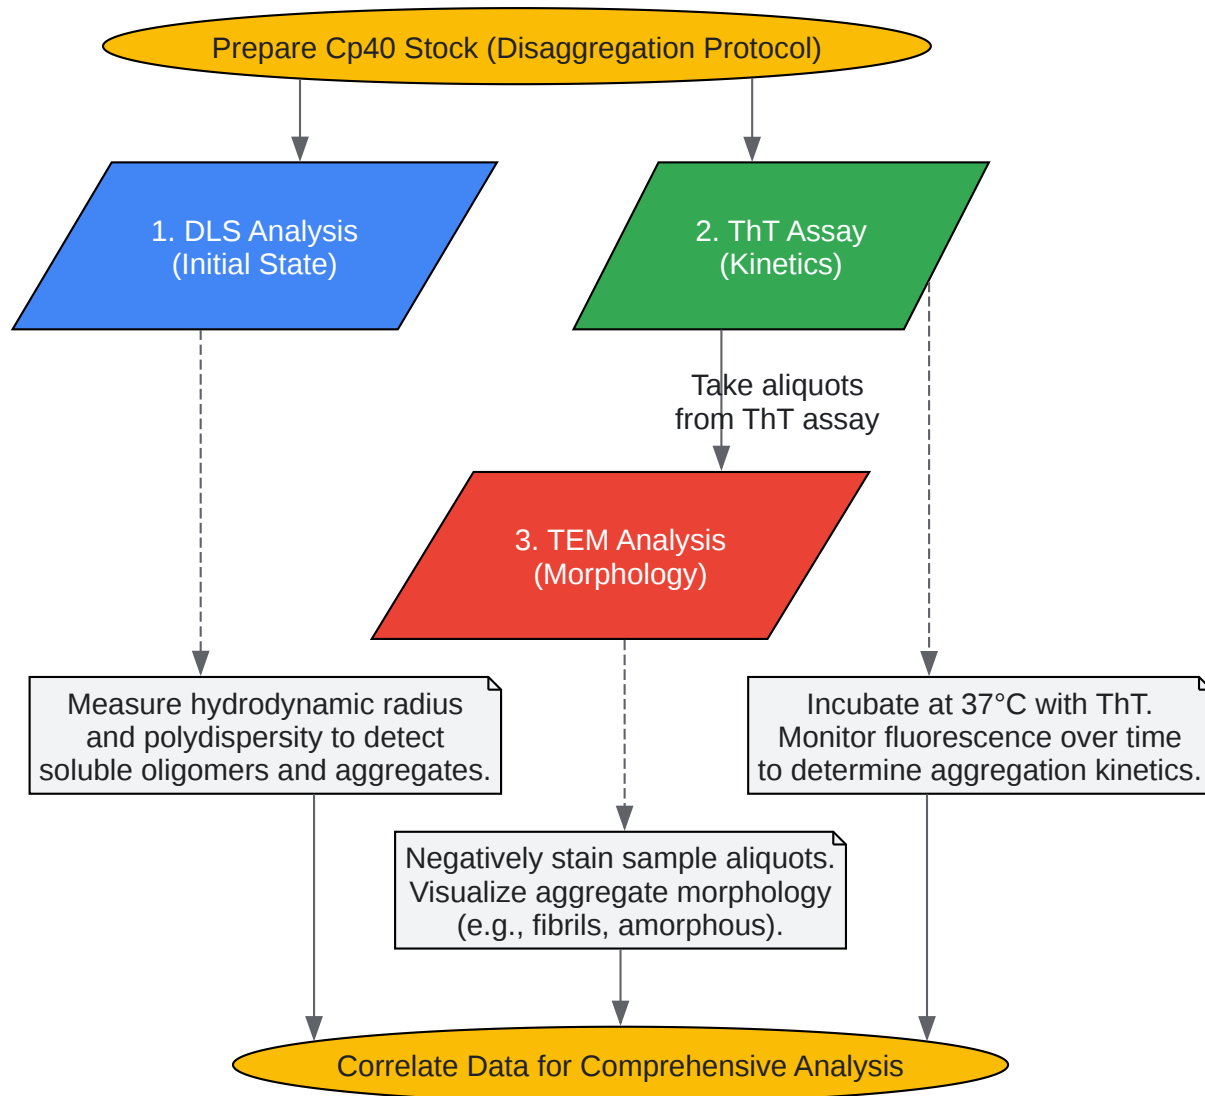 Prepare Cp40 Stock (Disaggregation Protocol)
1. DLS Analysis
(Initial State)
2. ThT Assay
(Kinetics)
Take aliquots
from ThT assay
3. TEM Analysis
(Morphology)
Measure hydrodynamic radius
and polydispersity to detect
soluble oligomers and aggregates.
Incubate at 37°C with ThT.
Monitor fluorescence over time
to determine aggregation kinetics.
Negatively stain sample aliquots.
Visualize aggregate morphology
(e.g., fibrils, amorphous).
Correlate Data for Comprehensive Analysis